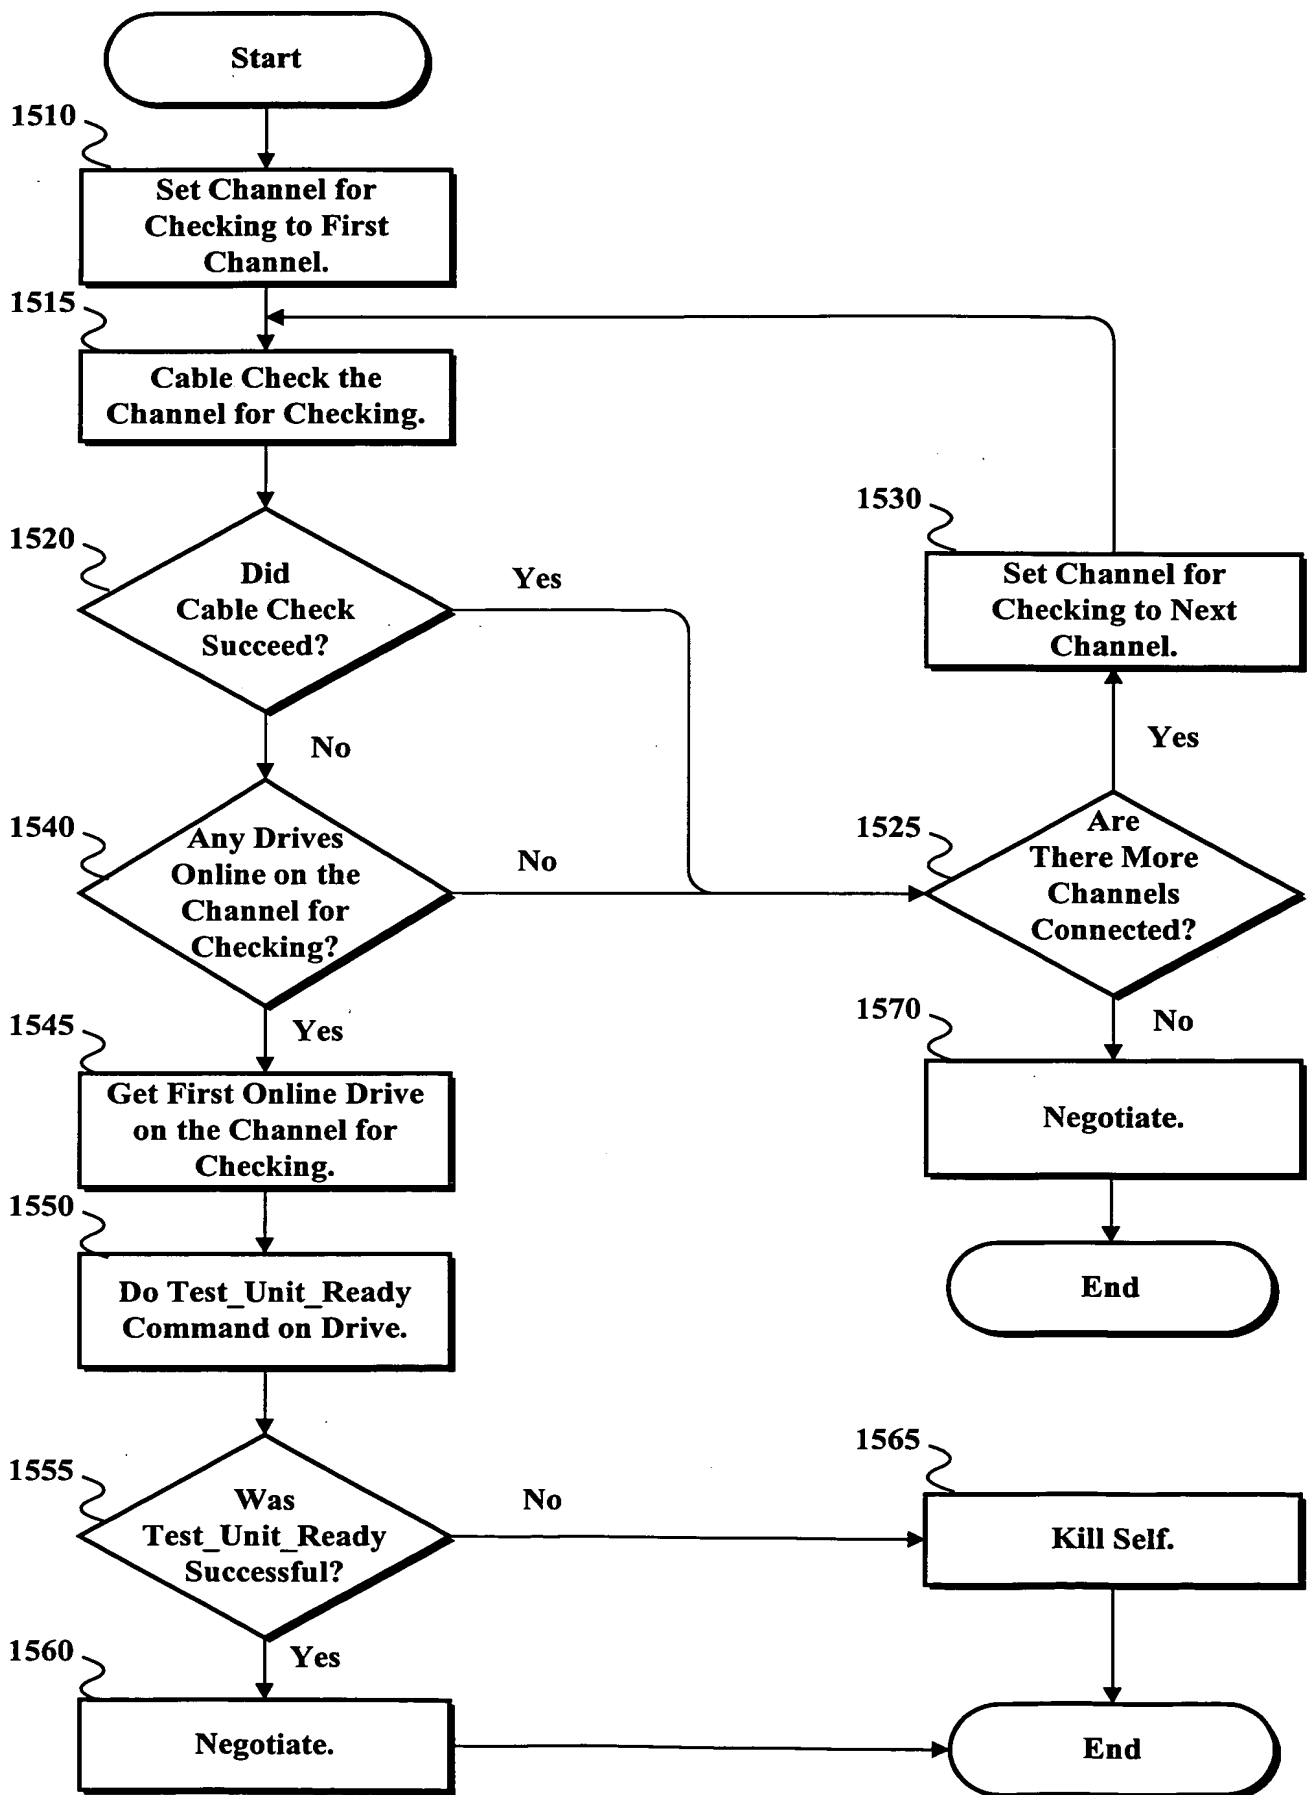 Start
1510
Set Channel for
Checking to First
Channel.
1515
Cable Check the
Channel for Checking.
1520
Did
Cable Check
Succeed?
Yes
No
1530
Set Channel for
Checking to Next
Channel.
Yes
1540
Any Drives
Online on the
Channel for
Checking?
No
Yes
1525
Are
There More
Channels
Connected?
No
1545
Get First Online Drive
on the Channel for
Checking.
1570
Negotiate.
End
1550
Do Test_Unit_Ready
Command on Drive.
1555
Was
Test_Unit_Ready
Successful?
No
Yes
1565
Kill Self.
1560
Negotiate.
End